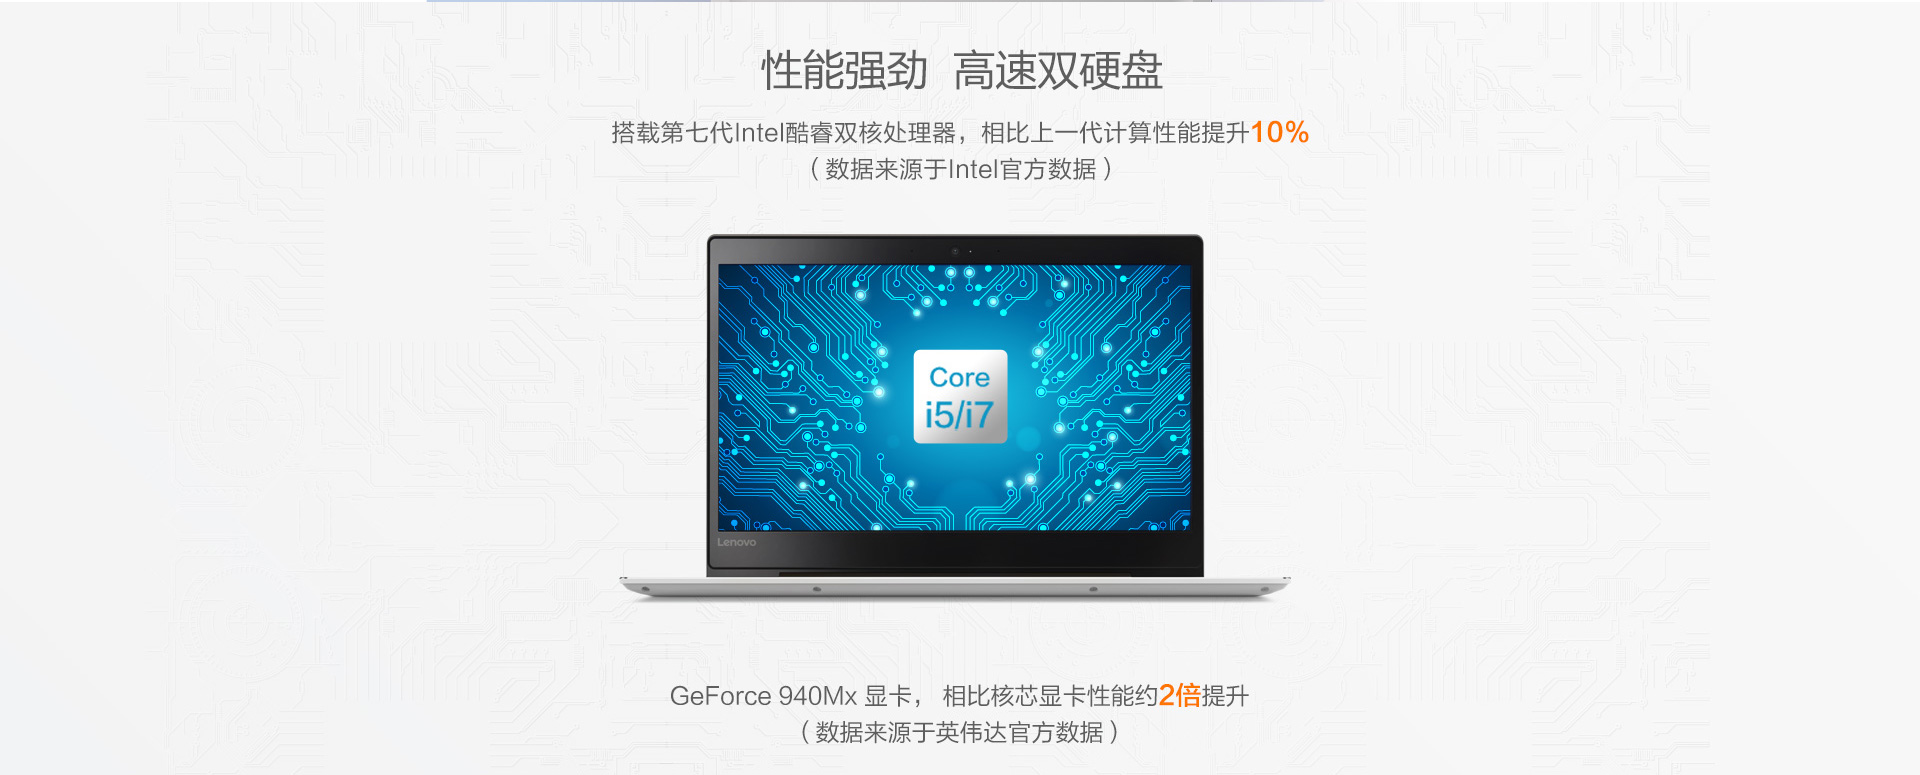 性能强劲 高速双硬盘
搭载第七代Intel酷睿双核处理器，相比上一代计算性能提升10%
（数据来源于Intel官方数据）
Core
i5/i7
Lenovo
GeForce 940Mx 显卡， 相比核芯显卡性能约2倍提升
（数据来源于英伟达官方数据）